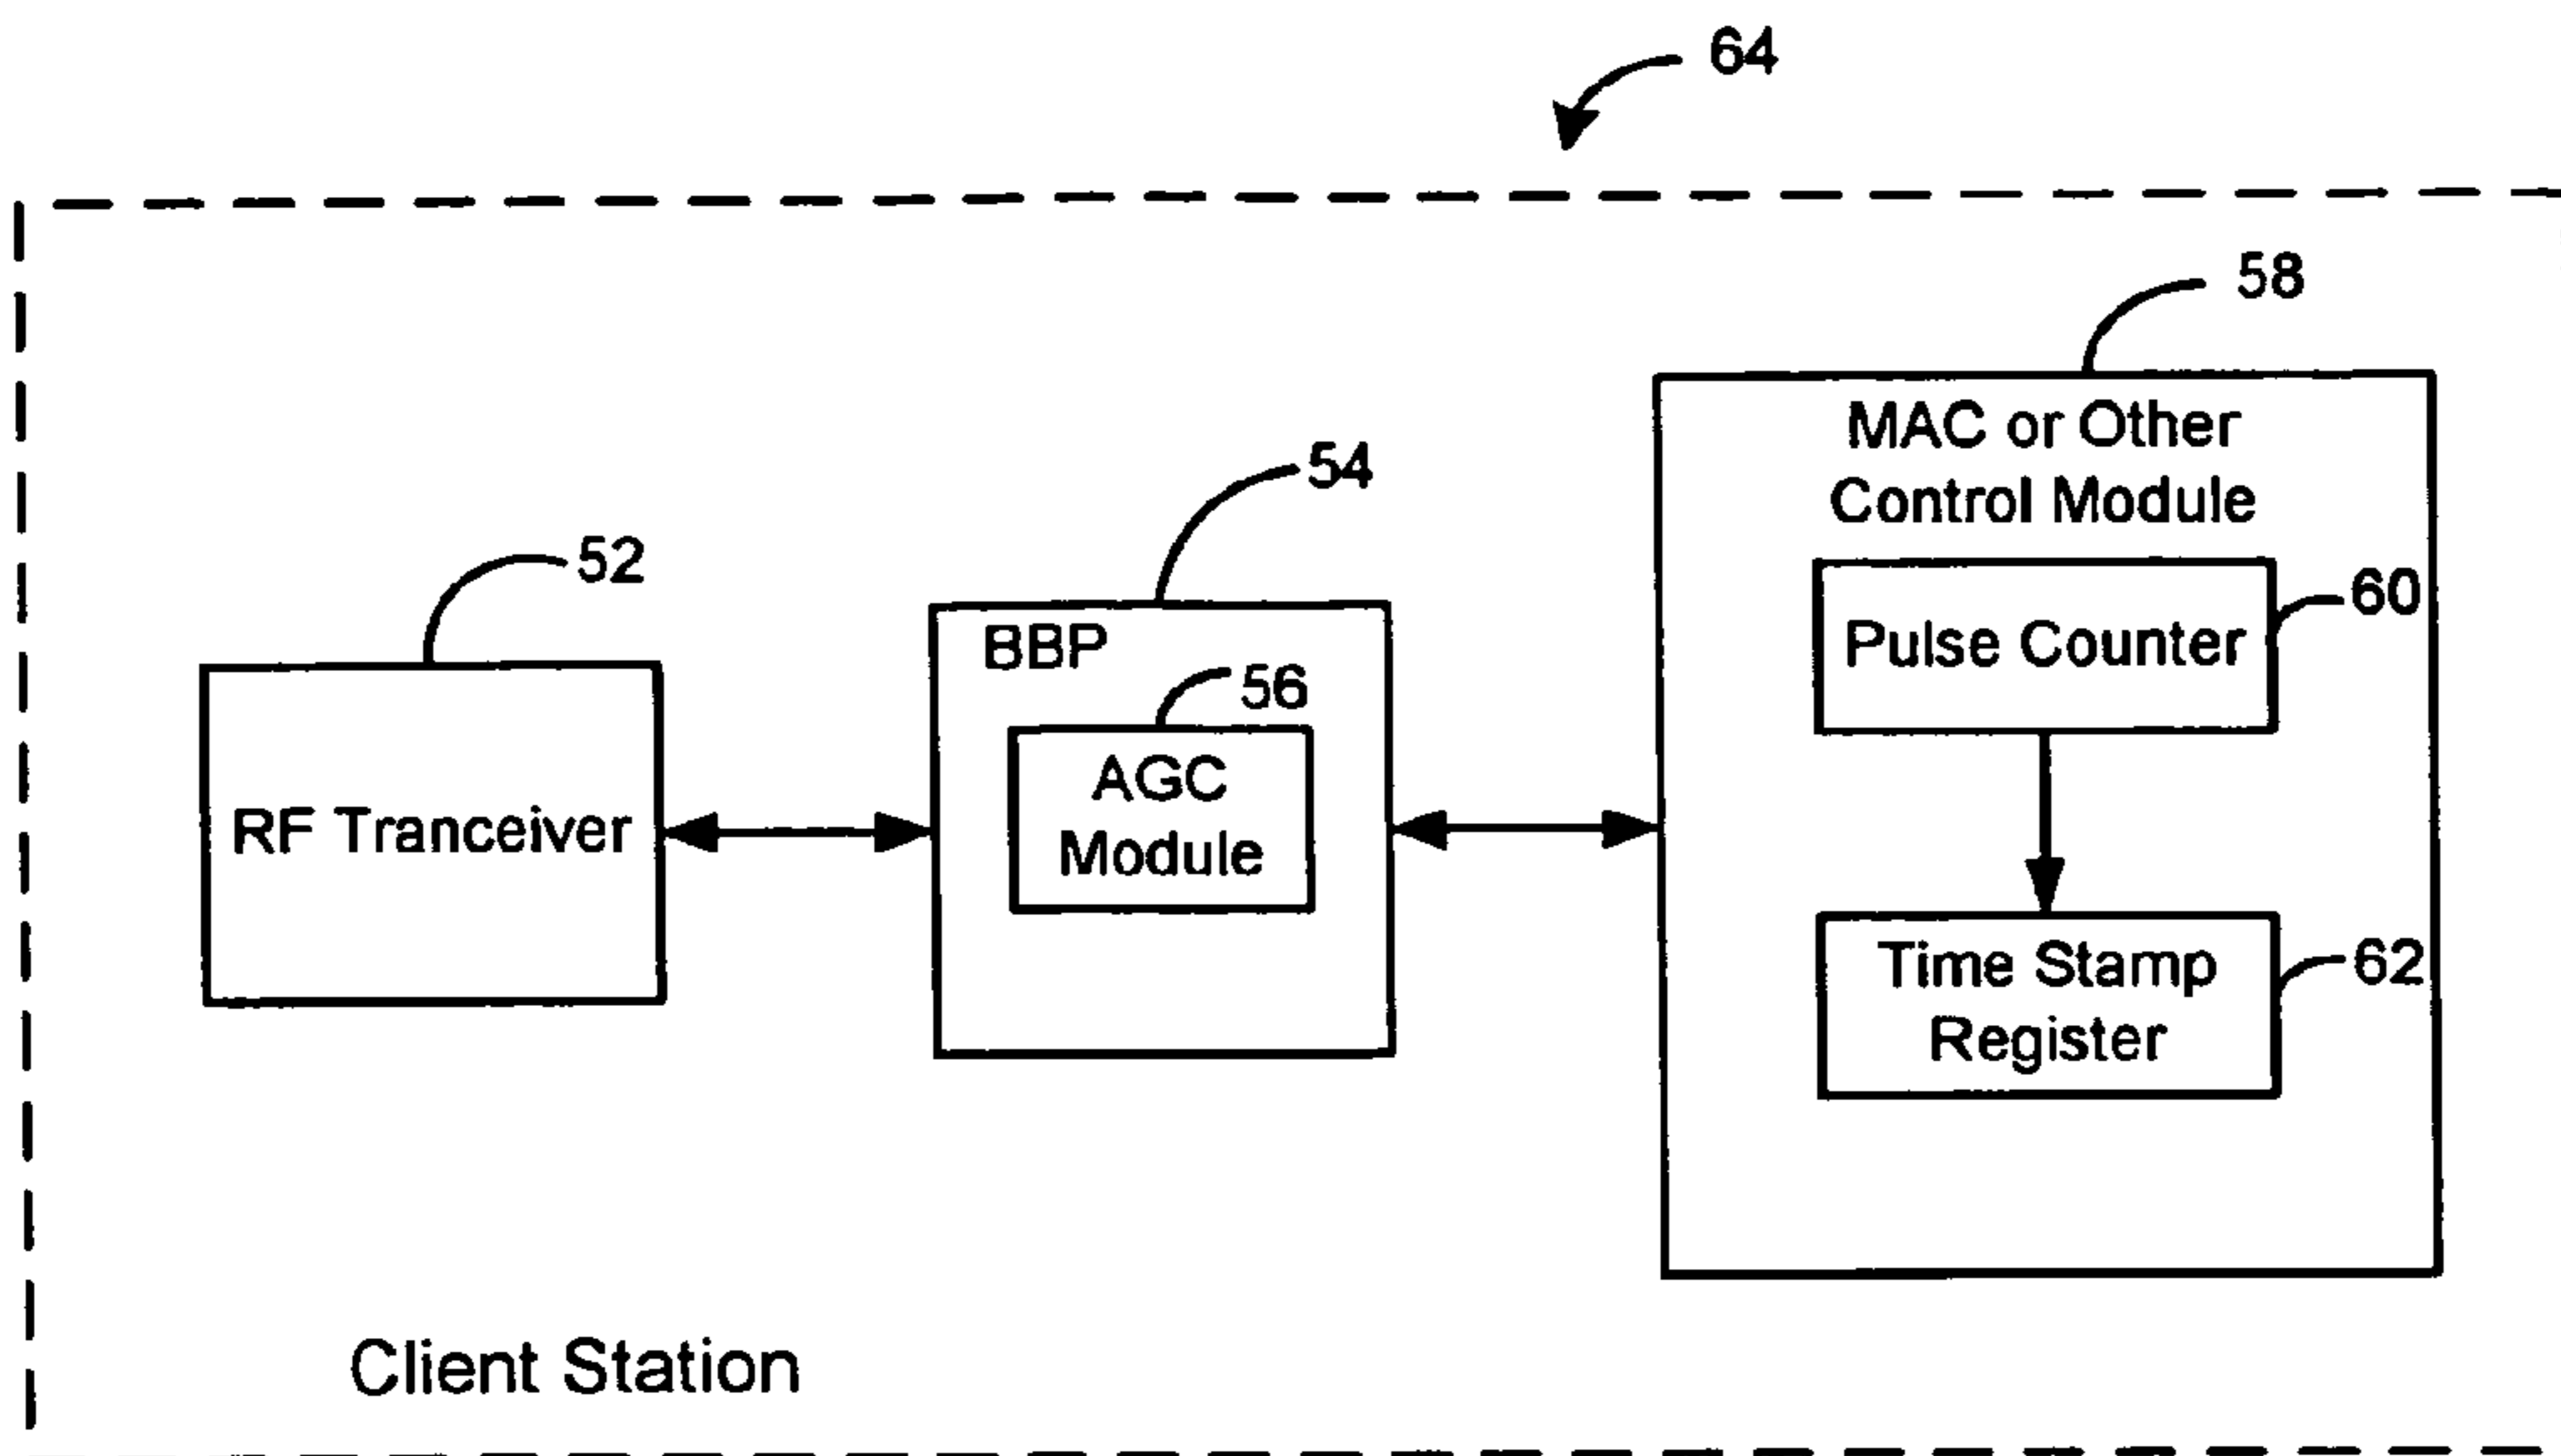 64
58
MAC or Other
Control Module
54
52
60
Pulse Counter
BBP
56
AGC
Module
RF Tranceiver
62
Time Stamp
Register
Client Station